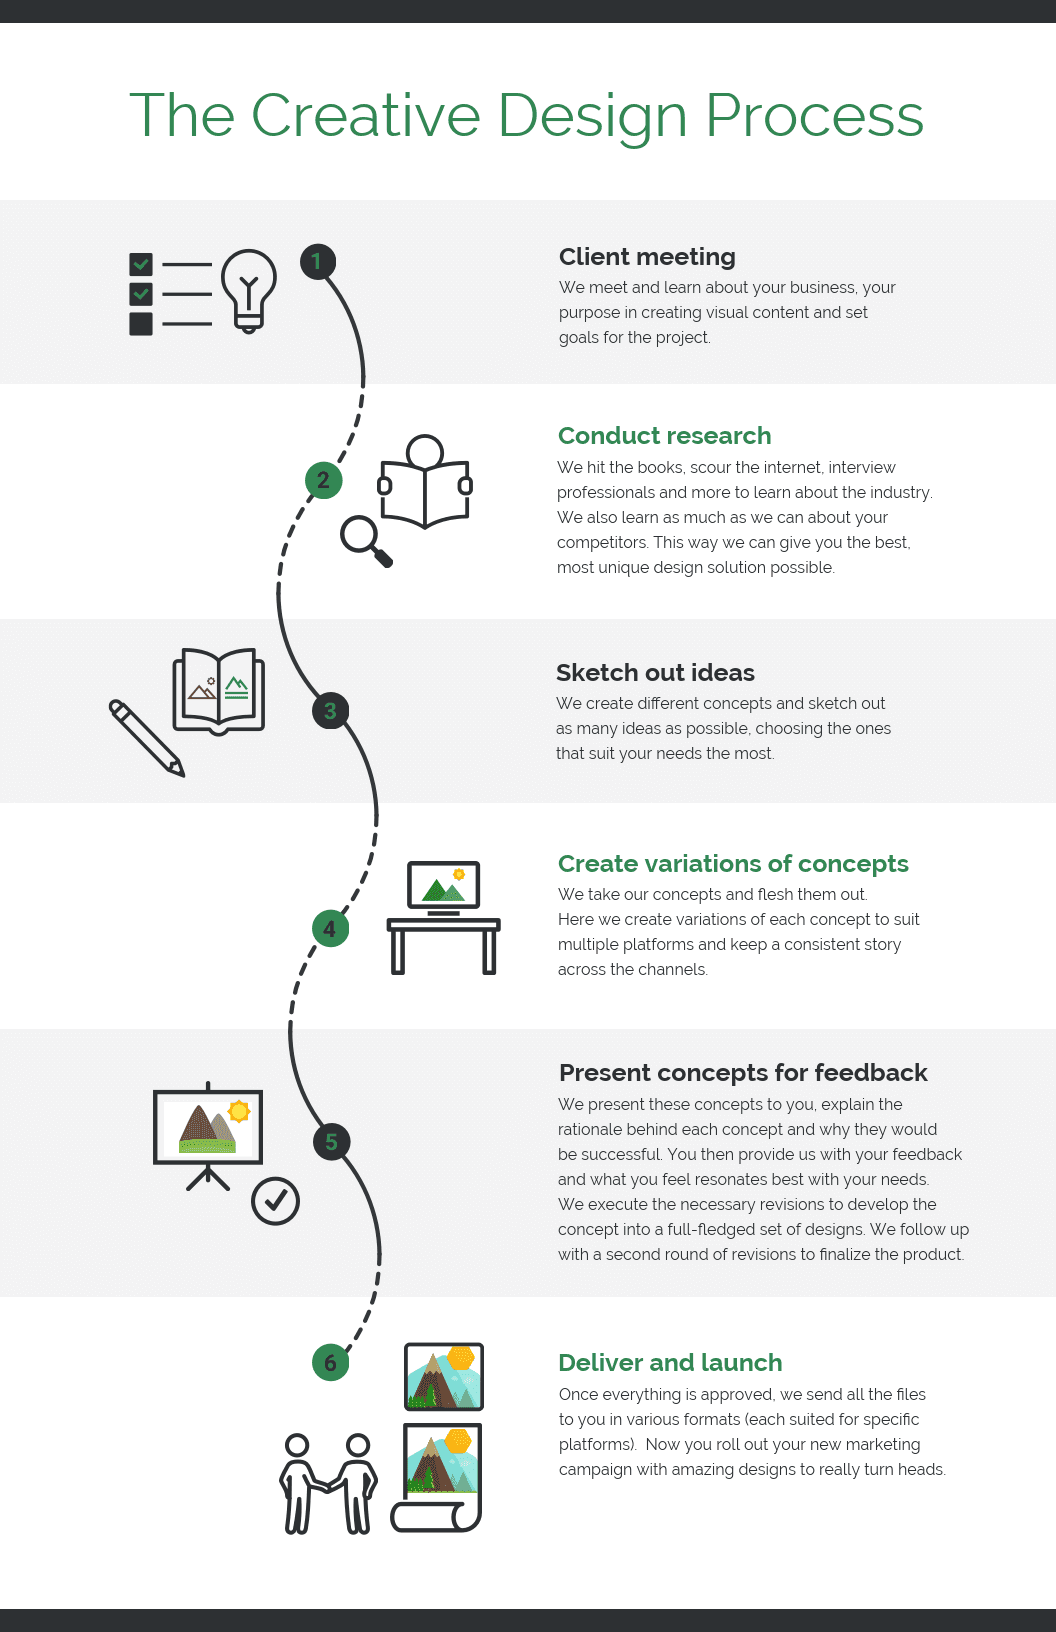 The Creative Design Process
1
Client meeting
We meet and learn about your business, your
purpose in creating visual content and set
goals for the project.
2
Conduct research
We hit the books, scour the internet, interview
professionals and more to learn about the industry.
We also learn as much as we can about your
competitors. This way we can give you the best,
most unique design solution possible.
3
Sketch out ideas
We create different concepts and sketch out
as many ideas as possible, choosing the ones
that suit your needs the most.
4
Create variations of concepts
We take our concepts and flesh them out.
Here we create variations of each concept to suit
multiple platforms and keep a consistent story
across the channels.
5
Present concepts for feedback
We present these concepts to you, explain the
rationale behind each concept and why they would
be successful. You then provide us with your feedback
and what you feel resonates best with your needs.
We execute the necessary revisions to develop the
concept into a full-fledged set of designs. We follow up
with a second round of revisions to finalize the product.
6
Deliver and launch
Once everything is approved, we send all the files
to you in various formats (each suited for specific
platforms).  Now you roll out your new marketing
campaign with amazing designs to really turn heads.